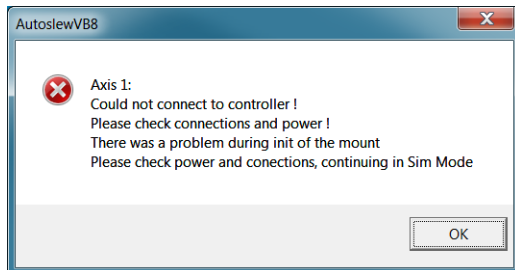 AutoslewVB8
Axis 1:
Could not connect to controller !
Please check connections and power !
There was a problem during init of the mount
Please check power and conections, continuing in Sim Mode
OK